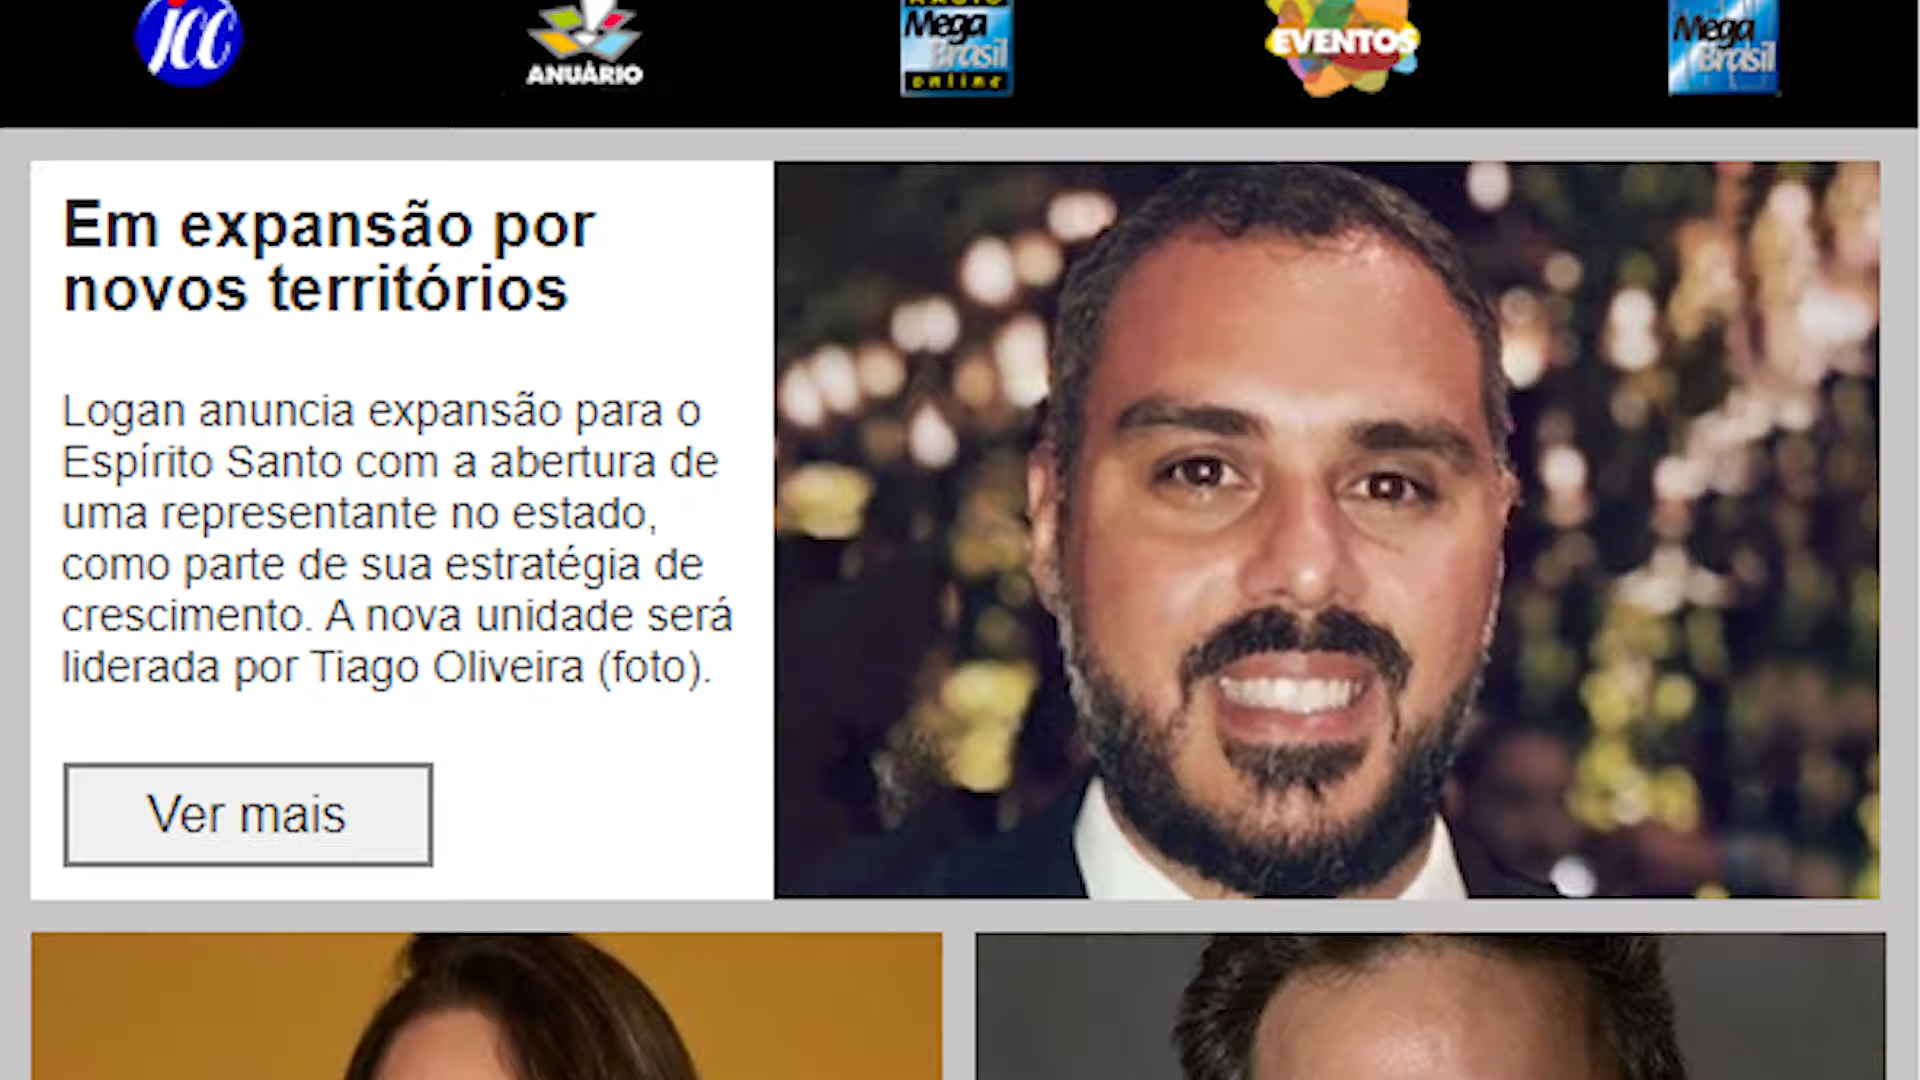 jcc
ANUÁRIO
RÁDIO
Mega
Brasil
online
EVENTOS
Mega
Brasil
Em expansão por
novos territórios
Logan anuncia expansão para o
Espírito Santo com a abertura de
uma representante no estado,
como parte de sua estratégia de
crescimento. A nova unidade será
liderada por Tiago Oliveira (foto).
Ver mais